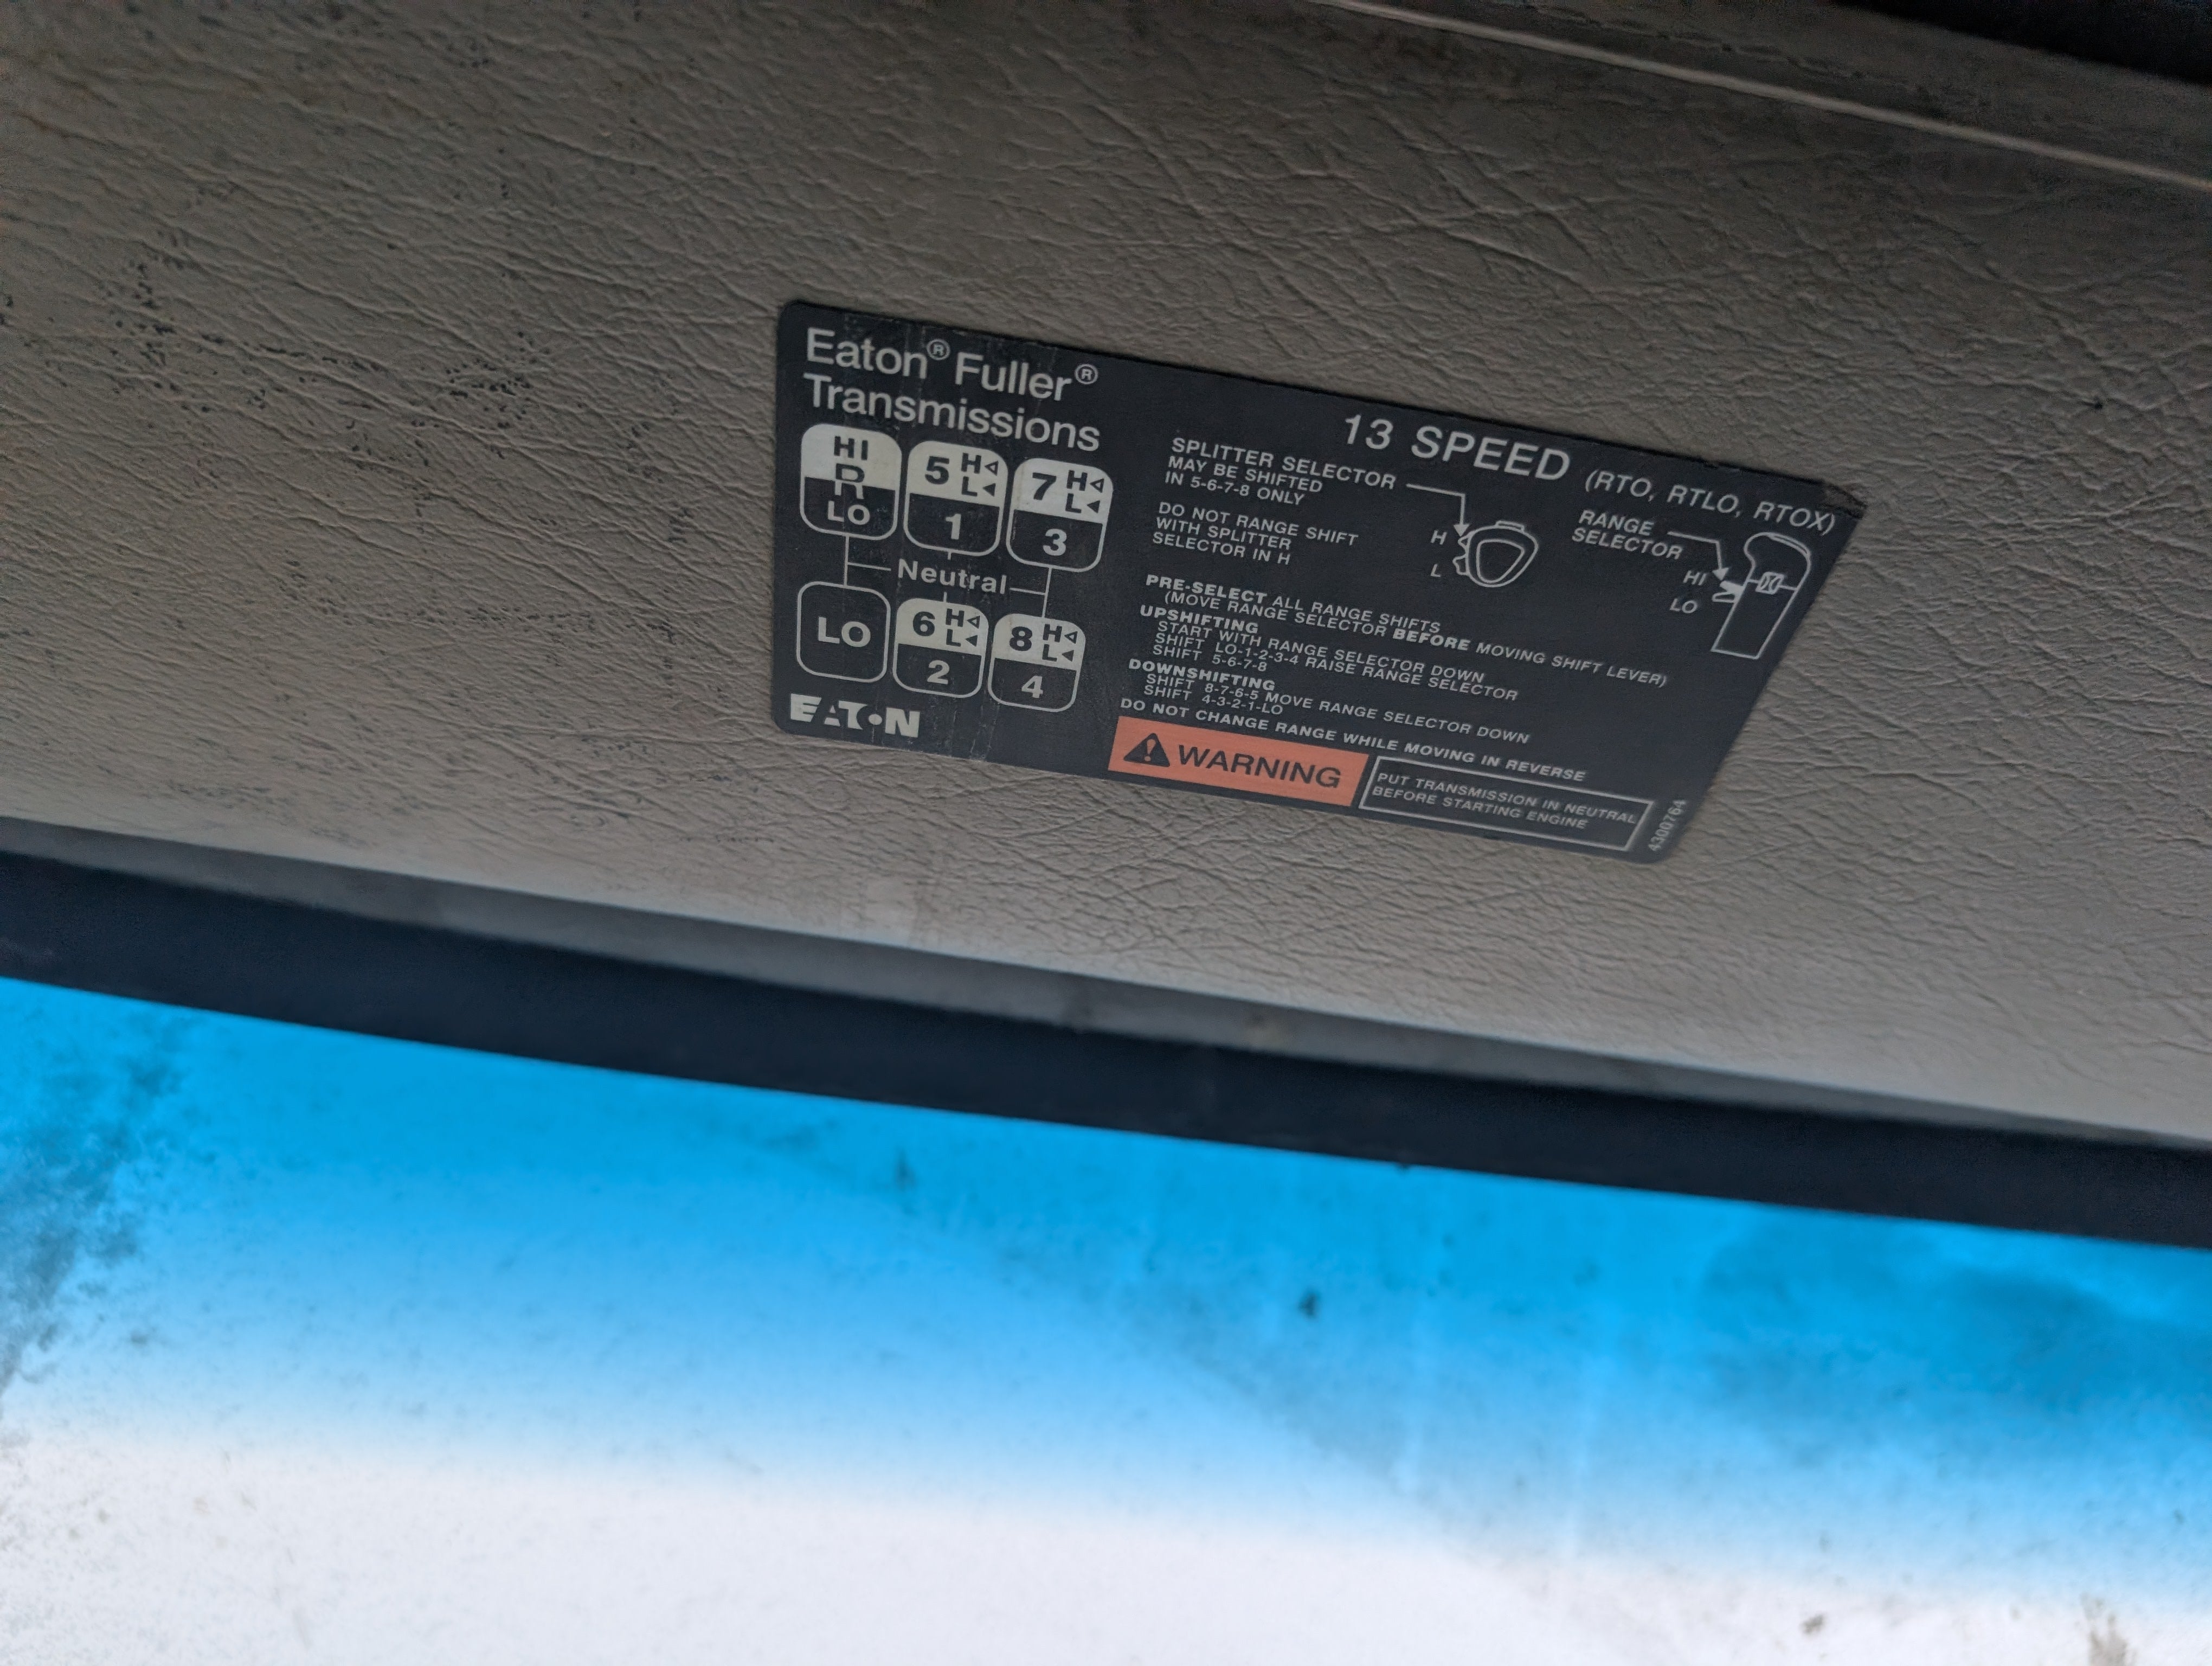 Eaton® Fuller®
Transmissions
HI
R
LO
5 H
L
1
7 H
L
3
Neutral
LO
6 H
L
2
8 H
L
4
EATON
13 SPEED (RTO, RTLO, RTOX)
SPLITTER SELECTOR
MAY BE SHIFTED
IN 5-6-7-8 ONLY
DO NOT RANGE SHIFT
WITH SPLITTER
SELECTOR IN H
H
L
RANGE
SELECTOR
HI
LO
PRE-SELECT ALL RANGE SHIFTS
(MOVE RANGE SELECTOR BEFORE MOVING SHIFT LEVER)
UPSHIFTING
START WITH RANGE SELECTOR DOWN
SHIFT LO-1-2-3-4 RAISE RANGE SELECTOR
SHIFT 5-6-7-8
DOWNSHIFTING
SHIFT 8-7-6-5 MOVE RANGE SELECTOR DOWN
SHIFT 4-3-2-1-LO
DO NOT CHANGE RANGE WHILE MOVING IN REVERSE
WARNING
PUT TRANSMISSION IN NEUTRAL
BEFORE STARTING ENGINE
4300764